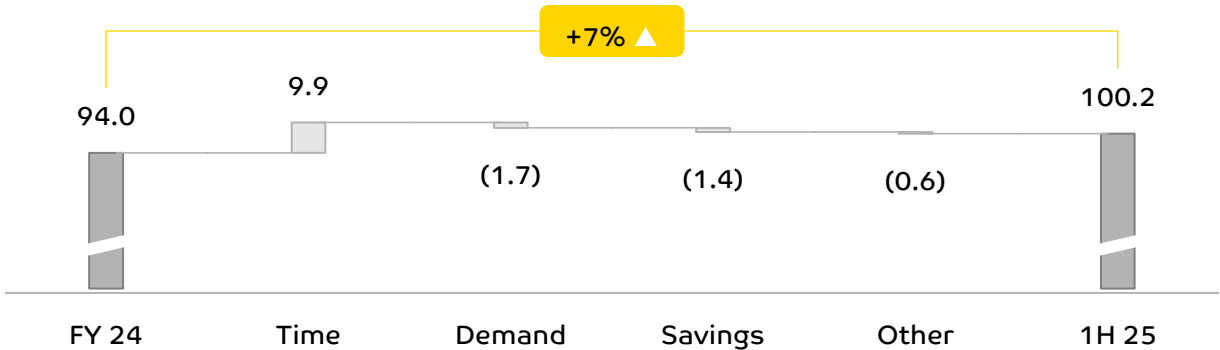 +7% ▲
94.0
9.9
(1.7)
(1.4)
(0.6)
100.2
FY 24
Time
Demand
Savings
Other
1H 25